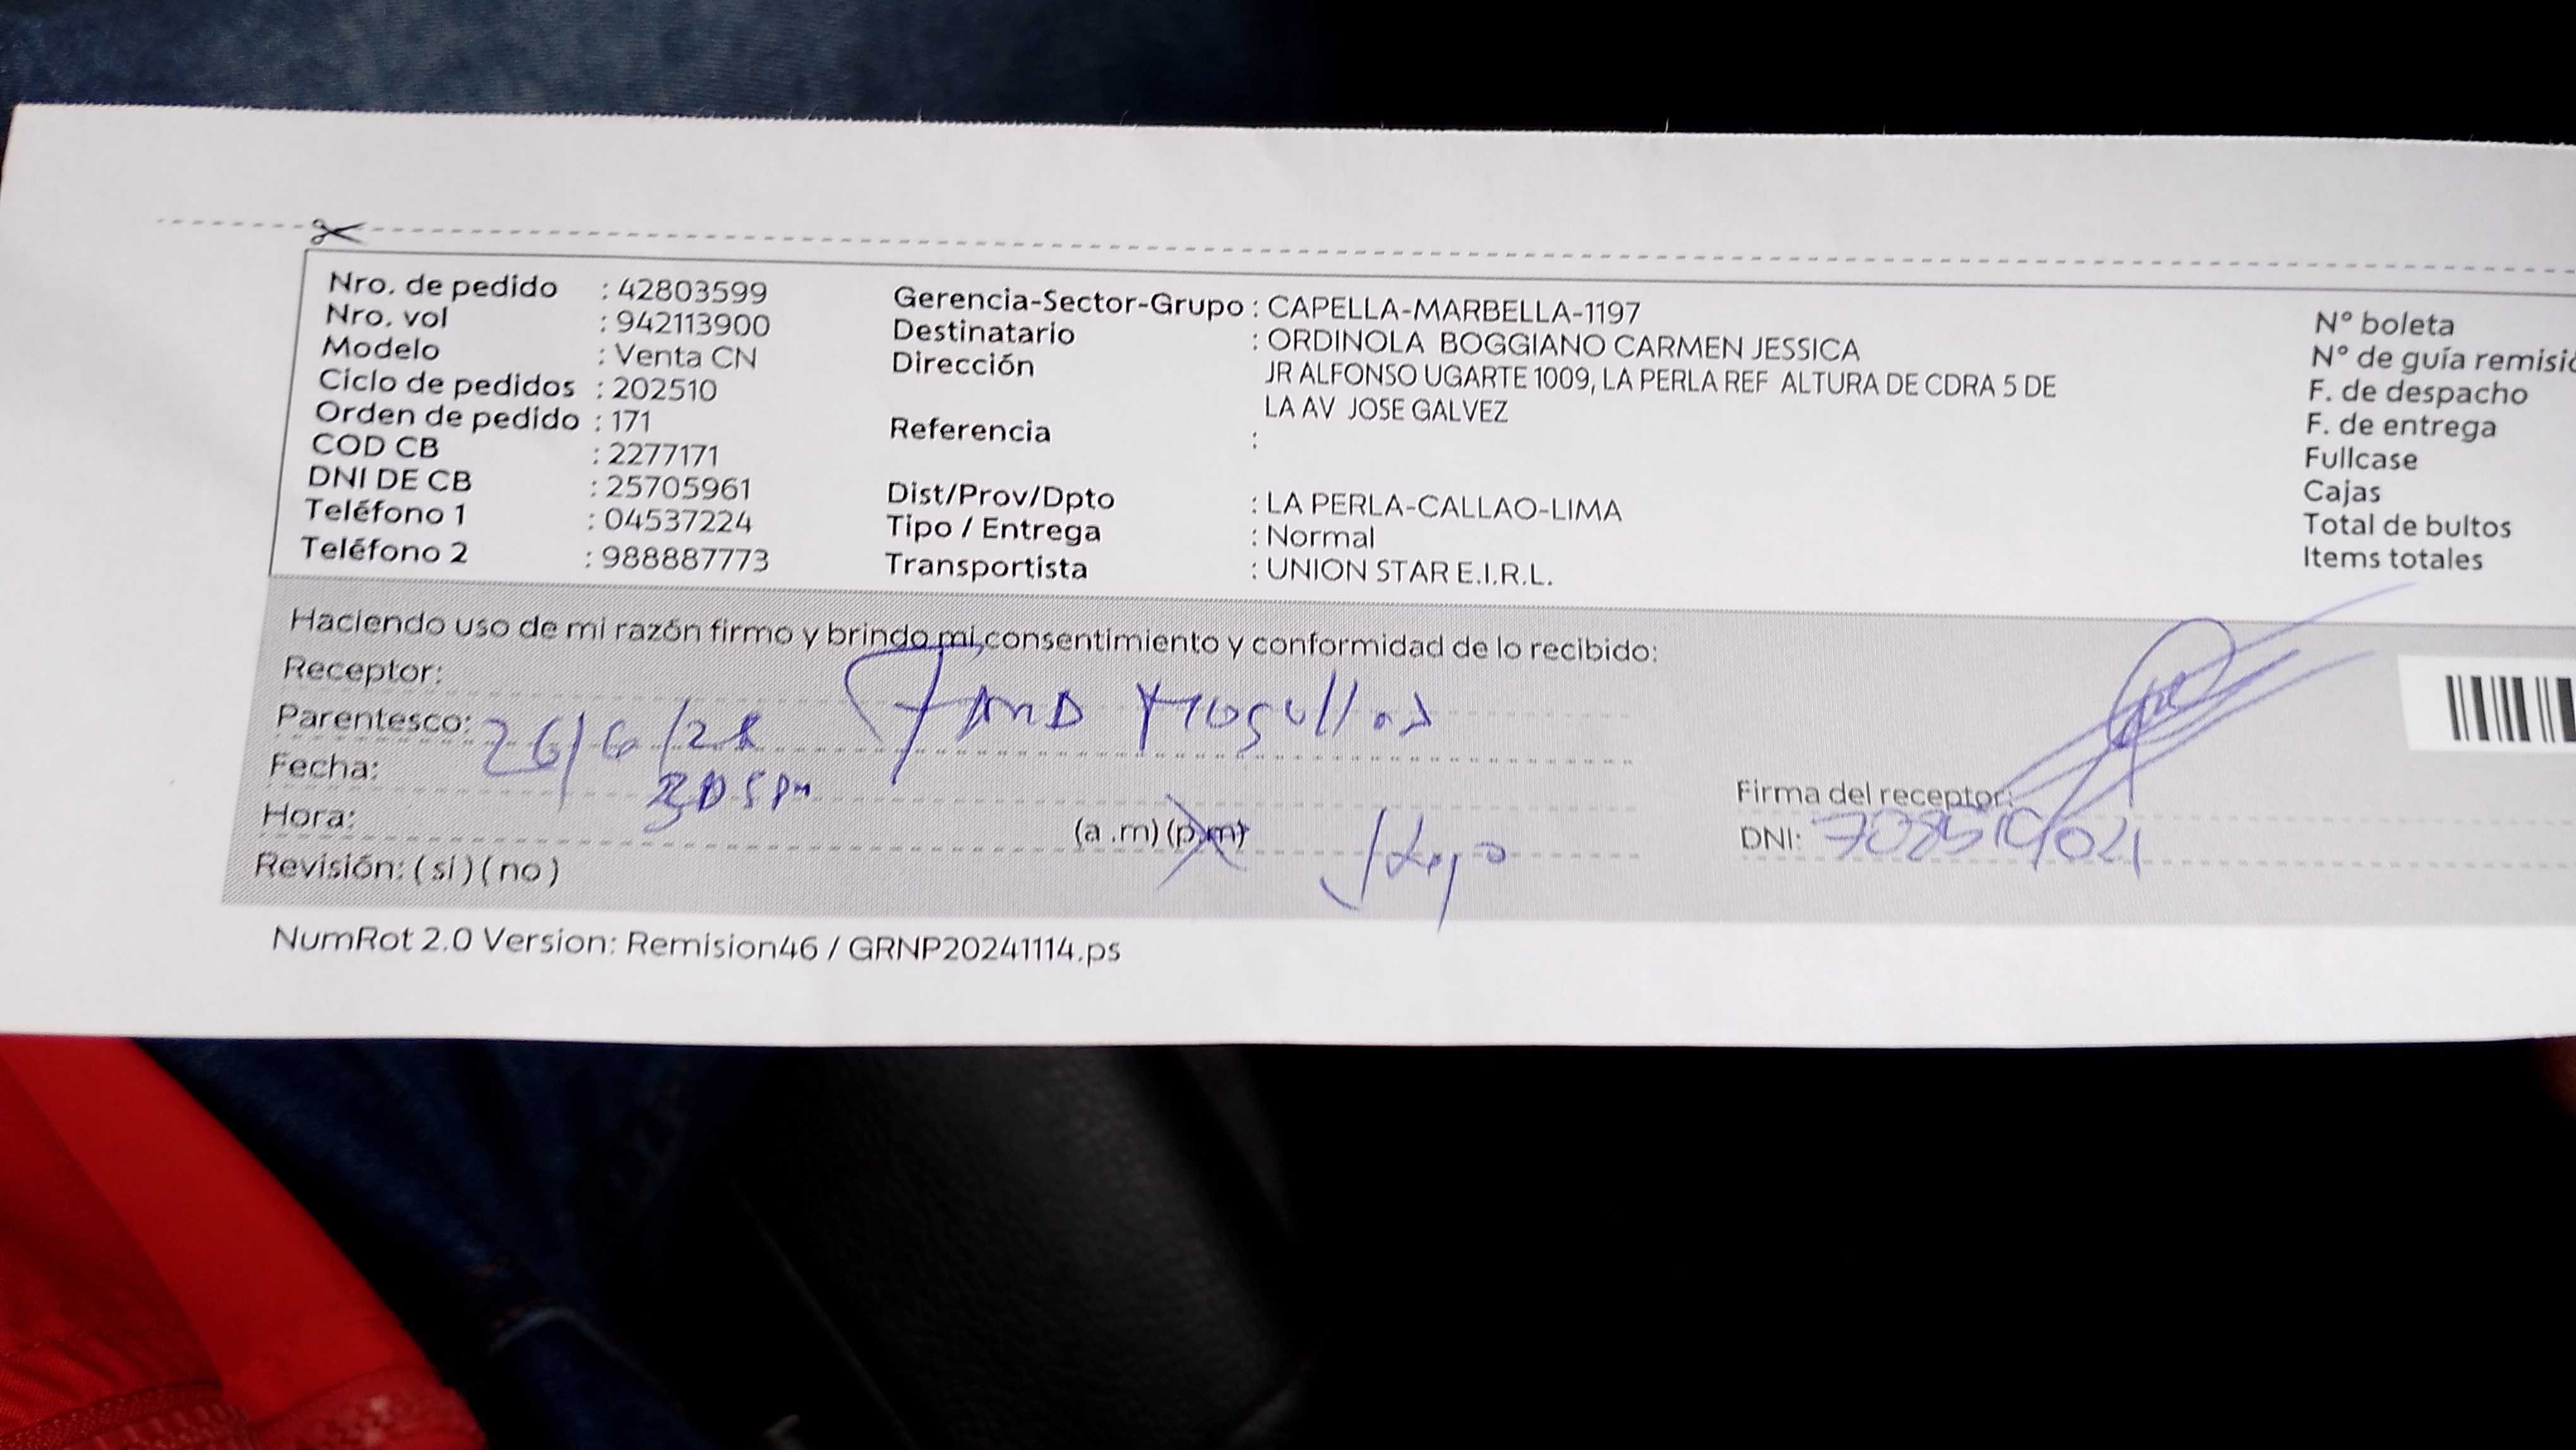 Nro. de pedido : 42803599
Nro. vol : 942113900
Modelo : Venta CN
Ciclo de pedidos : 202510
Orden de pedido : 171
COD CB : 2277171
DNI DE CB : 25705961
Teléfono 1 : 04537224
Teléfono 2 : 988887773
Gerencia-Sector-Grupo : CAPELLA-MARBELLA-1197
Destinatario : ORDINOLA BOGGIANO CARMEN JESSICA
Dirección JR ALFONSO UGARTE 1009, LA PERLA REF ALTURA DE CDRA 5 DE
LA AV JOSE GALVEZ
Referencia :
Dist/Prov/Dpto : LA PERLA-CALLAO-LIMA
Tipo / Entrega : Normal
Transportista : UNION STAR E.I.R.L.
N° boleta
N° de guía remisió
F. de despacho
F. de entrega
Fullcase
Cajas
Total de bultos
Items totales
Haciendo uso de mi razón firmo y brindo mi consentimiento y conformidad de lo recibido:
Receptor:
Parentesco:
Fecha:
Hora: (a .m) (p.m)
Revisión: ( si ) ( no )
Firma del receptor:
DNI:
NumRot 2.0 Version: Remision46 / GRNP20241114.ps